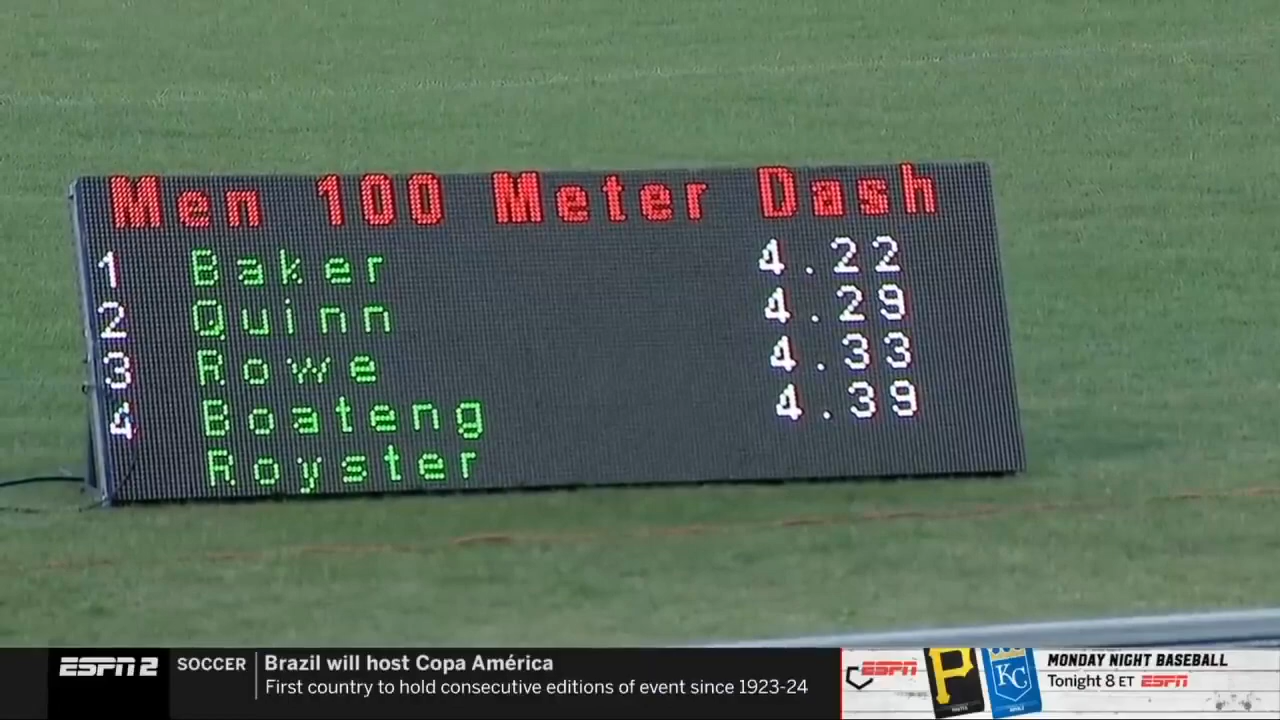 Men 100 Meter Dash
1 Baker 4.22
2 Quinn 4.29
3 Rowe 4.33
4 Boateng 4.39
Royster
ESPN2 SOCCER Brazil will host Copa América
First country to hold consecutive editions of event since 1923-24
ESPN P KC MONDAY NIGHT BASEBALL
Tonight 8 ET ESPN